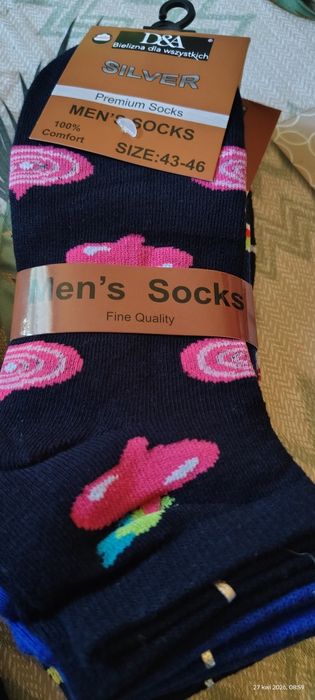 D&A
Bielizna dla wszystkich
SILVER
Premium Socks
MEN'S SOCKS
100%
Comfort
SIZE:43-46
Men's Socks
Fine Quality
27 kwi 2026, 08:59